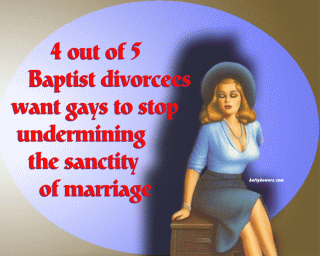 4 out of 5
Baptist divorcees
want gays to stop
undermining
the sanctity
of marriage
bettybowers.com